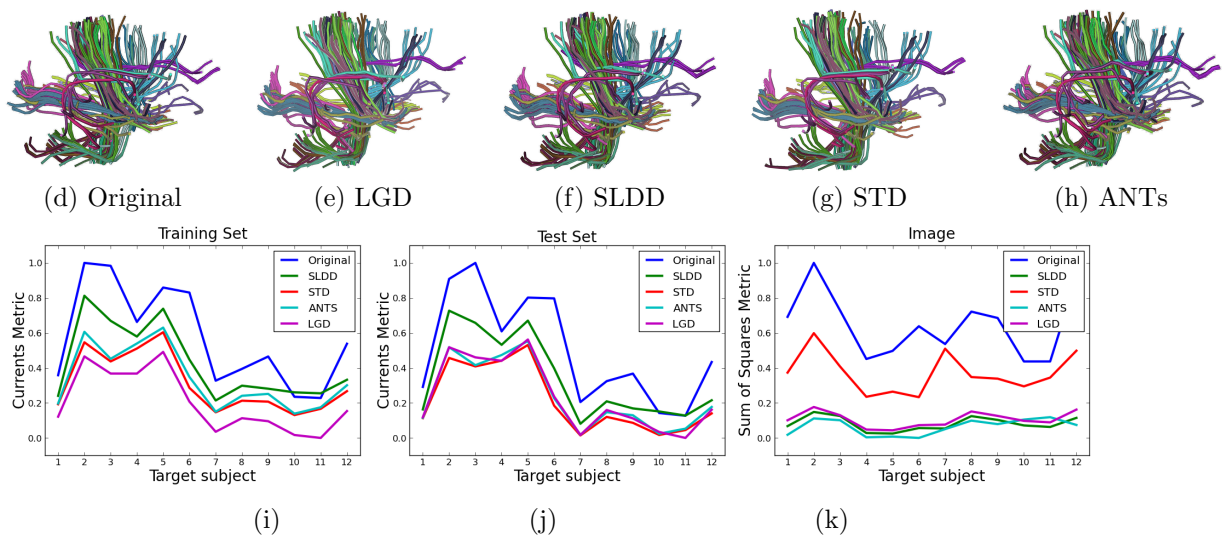 (d) Original
(e) LGD
(f) SLDD
(g) STD
(h) ANTs
Training Set
Currents Metric
1.0
0.8
0.6
0.4
0.2
0.0
Original
SLDD
STD
ANTS
LGD
1 2 3 4 5 6 7 8 9 10 11 12
Target subject
(i)
Test Set
Currents Metric
1.0
0.8
0.6
0.4
0.2
0.0
Original
SLDD
STD
ANTS
LGD
1 2 3 4 5 6 7 8 9 10 11 12
Target subject
(j)
Image
Sum of Squares Metric
1.0
0.8
0.6
0.4
0.2
0.0
Original
SLDD
STD
ANTS
LGD
1 2 3 4 5 6 7 8 9 10 11 12
Target subject
(k)